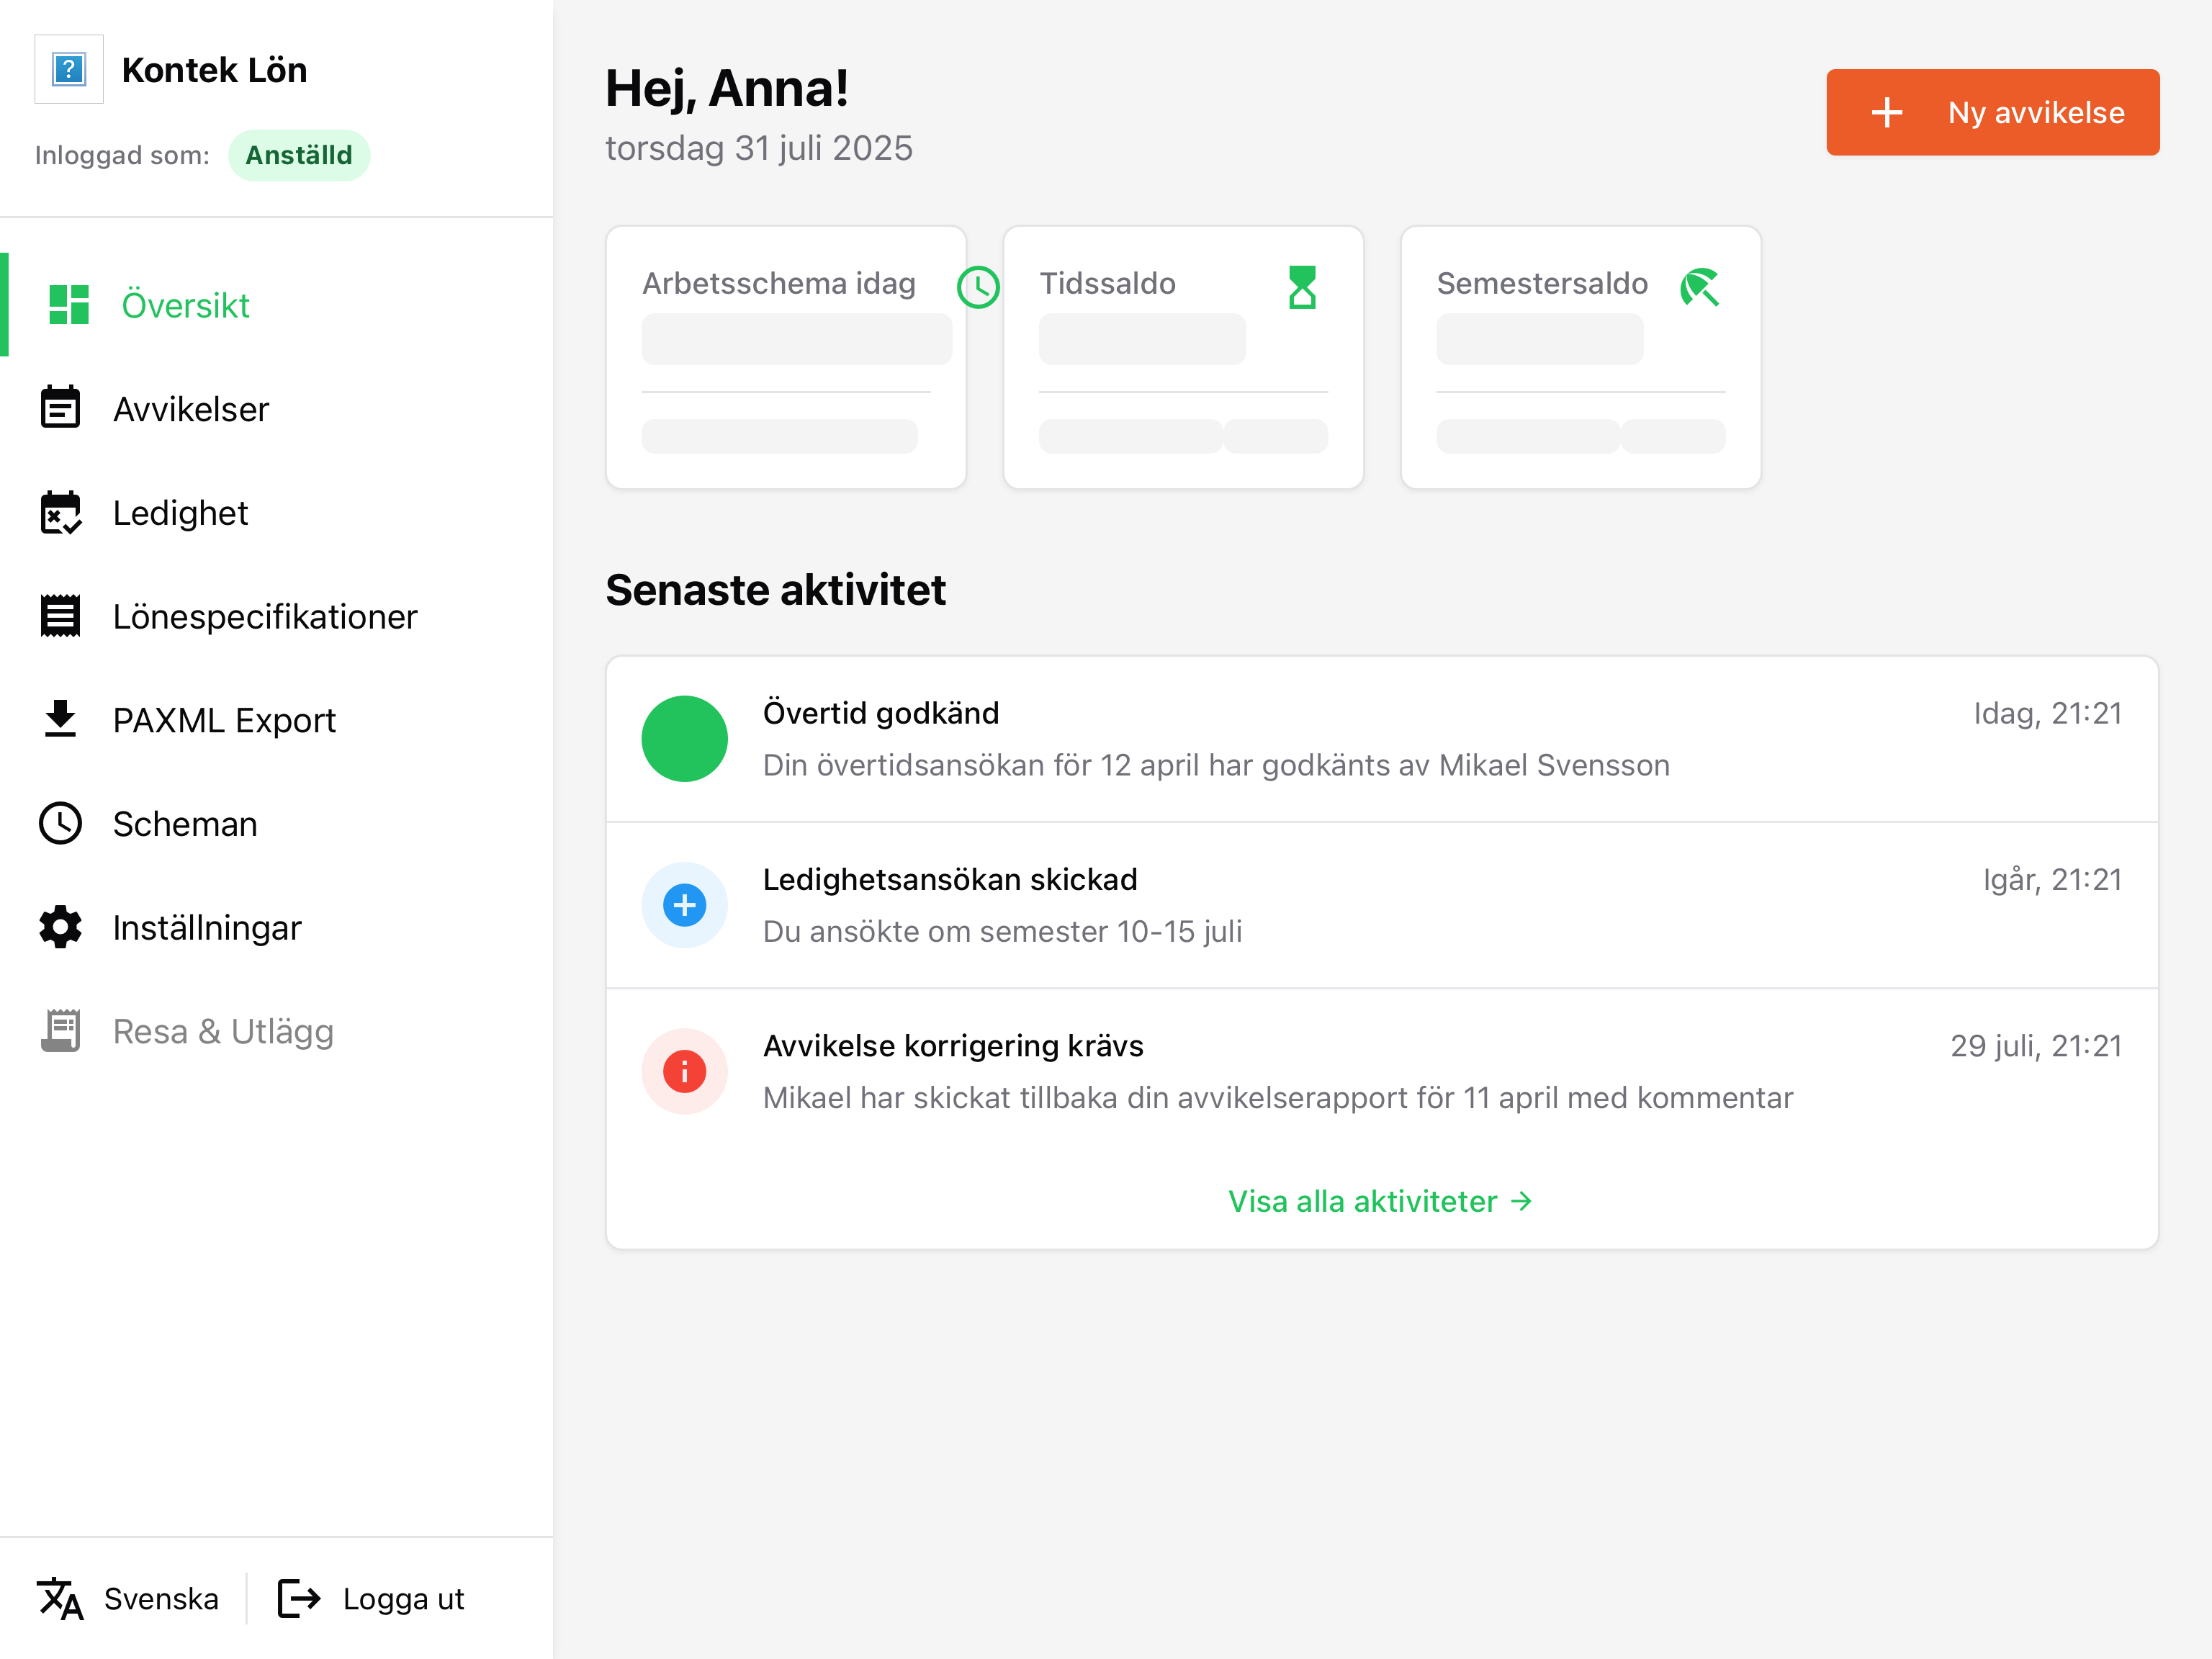 Kontek Lön
Inloggad som: Anställd
Översikt
Avvikelser
Ledighet
Lönespecifikationer
PAXML Export
Scheman
Inställningar
Resa & Utlägg
Svenska
Logga ut
Hej, Anna!
torsdag 31 juli 2025
Ny avvikelse
Arbetsschema idag
Tidssaldo
Semestersaldo
Senaste aktivitet
Övertid godkänd
Idag, 21:21
Din övertidsansökan för 12 april har godkänts av Mikael Svensson
Ledighetsansökan skickad
Igår, 21:21
Du ansökte om semester 10-15 juli
Avvikelse korrigering krävs
29 juli, 21:21
Mikael har skickat tillbaka din avvikelserapport för 11 april med kommentar
Visa alla aktiviteter →